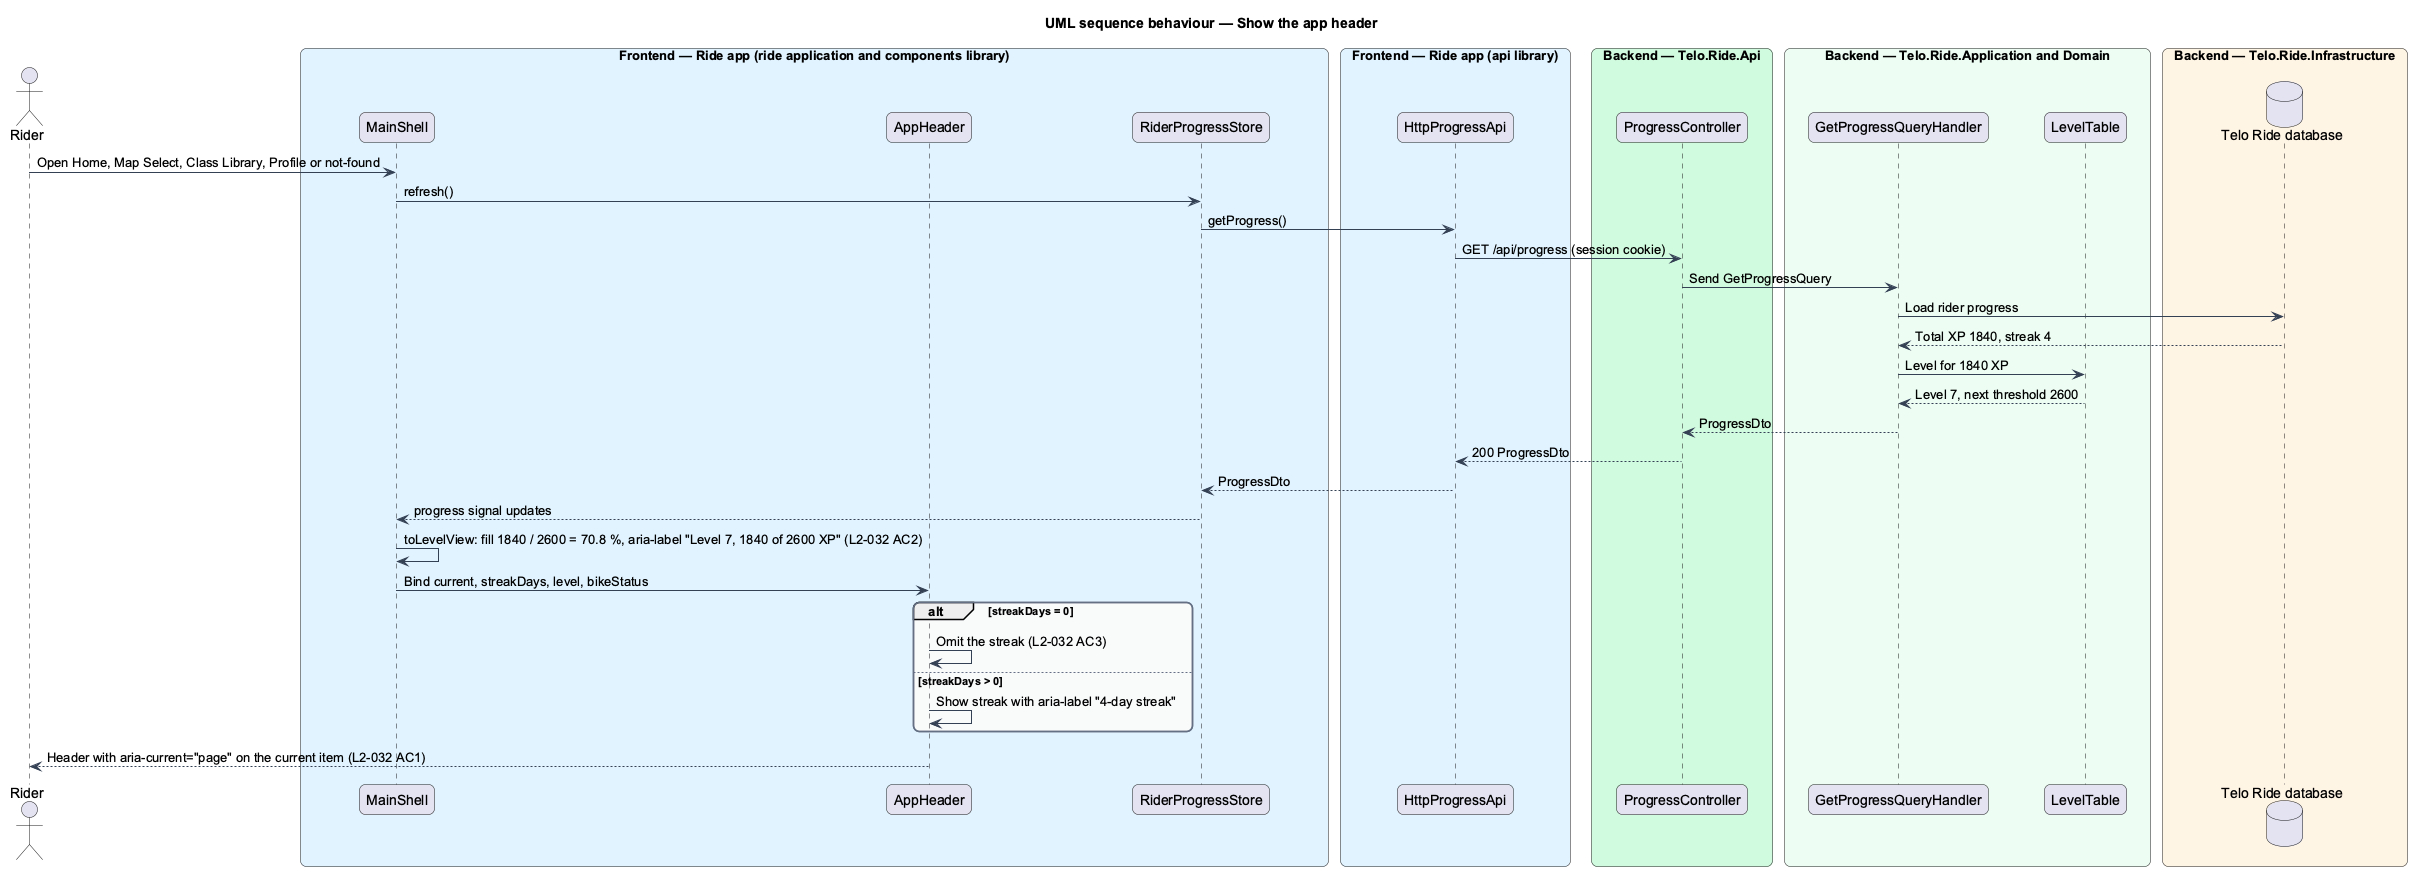 UML sequence behaviour — Show the app header
Frontend — Ride app (ride application and components library)
Frontend — Ride app (api library)
Backend — Telo.Ride.Api
Backend — Telo.Ride.Application and Domain
Backend — Telo.Ride.Infrastructure
Rider
MainShell
AppHeader
RiderProgressStore
HttpProgressApi
ProgressController
GetProgressQueryHandler
LevelTable
Telo Ride database
Open Home, Map Select, Class Library, Profile or not-found
refresh()
getProgress()
GET /api/progress (session cookie)
Send GetProgressQuery
Load rider progress
Total XP 1840, streak 4
Level for 1840 XP
Level 7, next threshold 2600
ProgressDto
200 ProgressDto
ProgressDto
progress signal updates
toLevelView: fill 1840 / 2600 = 70.8 %, aria-label "Level 7, 1840 of 2600 XP" (L2-032 AC2)
Bind current, streakDays, level, bikeStatus
alt
[streakDays = 0]
Omit the streak (L2-032 AC3)
[streakDays > 0]
Show streak with aria-label "4-day streak"
Header with aria-current="page" on the current item (L2-032 AC1)
Rider
MainShell
AppHeader
RiderProgressStore
HttpProgressApi
ProgressController
GetProgressQueryHandler
LevelTable
Telo Ride database